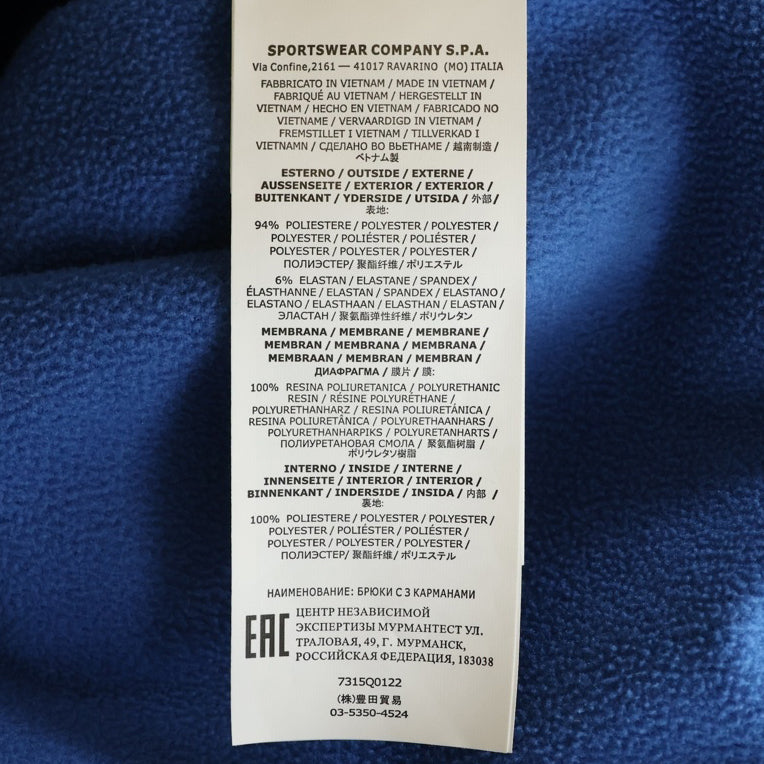 SPORTSWEAR COMPANY S.P.A.
Via Confine,2161 — 41017 RAVARINO (MO) ITALIA
FABBRICATO IN VIETNAM / MADE IN VIETNAM /
FABRIQUÉ AU VIETNAM / HERGESTELLT IN
VIETNAM / HECHO EN VIETNAM / FABRICADO NO
VIETNAME / VERVAARDIGD IN VIETNAM /
FREMSTILLET I VIETNAM / TILLVERKAD I
VIETNAMN / СДЕЛАНО ВО ВЬЕТНАМЕ / 越南制造 /
ベトナム製
ESTERNO / OUTSIDE / EXTERNE /
AUSSENSEITE / EXTERIOR / EXTERIOR /
BUITENKANT / YDERSIDE / UTSIDA / 外部 /
表地:
94% POLIESTERE / POLYESTER / POLYESTER /
POLYESTER / POLIÉSTER / POLIÉSTER /
POLYESTER / POLYESTER / POLYESTER /
ПОЛИЭСТЕР/ 聚酯纤维/ ポリエステル
6% ELASTAN / ELASTANE / SPANDEX /
ÉLASTHANNE / ELASTAN / SPANDEX / ELASTANO /
ELASTANO / ELASTHAAN / ELASTHAN / ELASTAN /
ЭЛАСТАН / 聚氨酯弹性纤维 / ポリウレタン
MEMBRANA / MEMBRANE / MEMBRANE /
MEMBRAN / MEMBRANA / MEMBRANA /
MEMBRAAN / MEMBRAN / MEMBRAN /
ДИАФРАГМА / 膜片 / 膜:
100% RESINA POLIURETANICA / POLYURETHANIC
RESIN / RÉSINE POLYURÉTHANE /
POLYURETHANHARZ / RESINA POLIURETÁNICA /
RESINA POLIURETÂNICA / POLYURETHAANHARS /
POLYURETHANHARPIKS / POLYURETANHARTS /
ПОЛИУРЕТАНОВАЯ СМОЛА / 聚氨酯树脂 /
ポリウレタソ樹脂
INTERNO / INSIDE / INTERNE /
INNENSEITE / INTERIOR / INTERIOR /
BINNENKANT / INDERSIDE / INSIDA / 内部 /
裏地:
100% POLIESTERE / POLYESTER / POLYESTER /
POLYESTER / POLIÉSTER / POLIÉSTER /
POLYESTER / POLYESTER / POLYESTER /
ПОЛИЭСТЕР/ 聚酯纤维/ ポリエステル
НАИМЕНОВАНИЕ: БРЮКИ С 3 КАРМАНАМИ
EAC
ЦЕНТР НЕЗАВИСИМОЙ
ЭКСПЕРТИЗЫ МУРМАНТЕСТ УЛ.
ТРАЛОВАЯ, 49, Г. МУРМАНСК,
РОССИЙСКАЯ ФЕДЕРАЦИЯ, 183038
7315Q0122
(株)豊田貿易
03-5350-4524